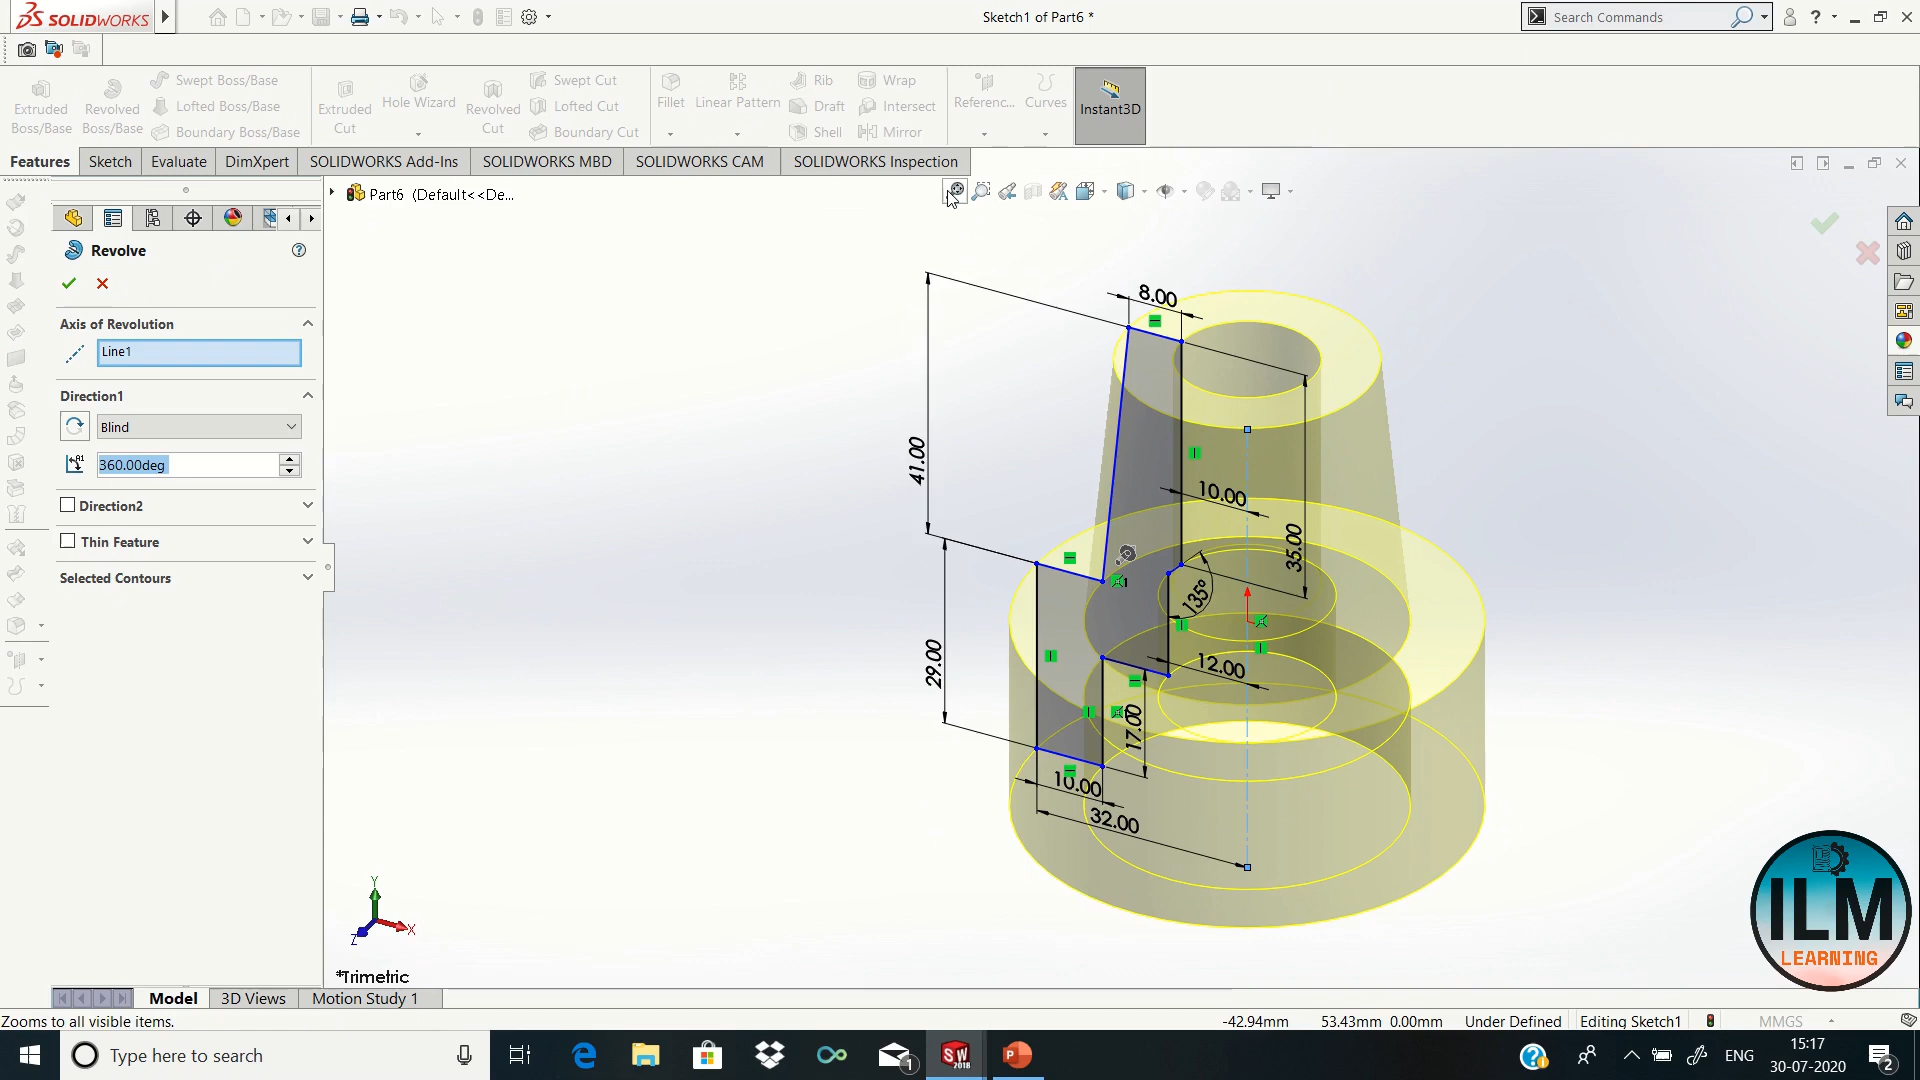 SOLIDWORKS
Sketch1 of Part6 *
Search Commands
?
Extruded Boss/Base
Revolved Boss/Base
Swept Boss/Base
Lofted Boss/Base
Boundary Boss/Base
Extruded Cut
Hole Wizard
Revolved Cut
Swept Cut
Lofted Cut
Boundary Cut
Fillet
Linear Pattern
Rib
Draft
Shell
Wrap
Intersect
Mirror
Referenc...
Curves
Instant3D
Features
Sketch
Evaluate
DimXpert
SOLIDWORKS Add-Ins
SOLIDWORKS MBD
SOLIDWORKS CAM
SOLIDWORKS Inspection
Part6 (Default<<De...
Revolve
Axis of Revolution
Line1
Direction1
Blind
360.00deg
Direction2
Thin Feature
Selected Contours
8.00
41.00
10.00
35.00
135°
29.00
12.00
17.00
10.00
32.00
Y
X
Z
*Trimetric
ILM
LEARNING
Model
3D Views
Motion Study 1
Zooms to all visible items.
-42.94mm
53.43mm 0.00mm
Under Defined
Editing Sketch1
MMGS
Type here to search
1
SW
2018
P
ENG
15:17
30-07-2020
2